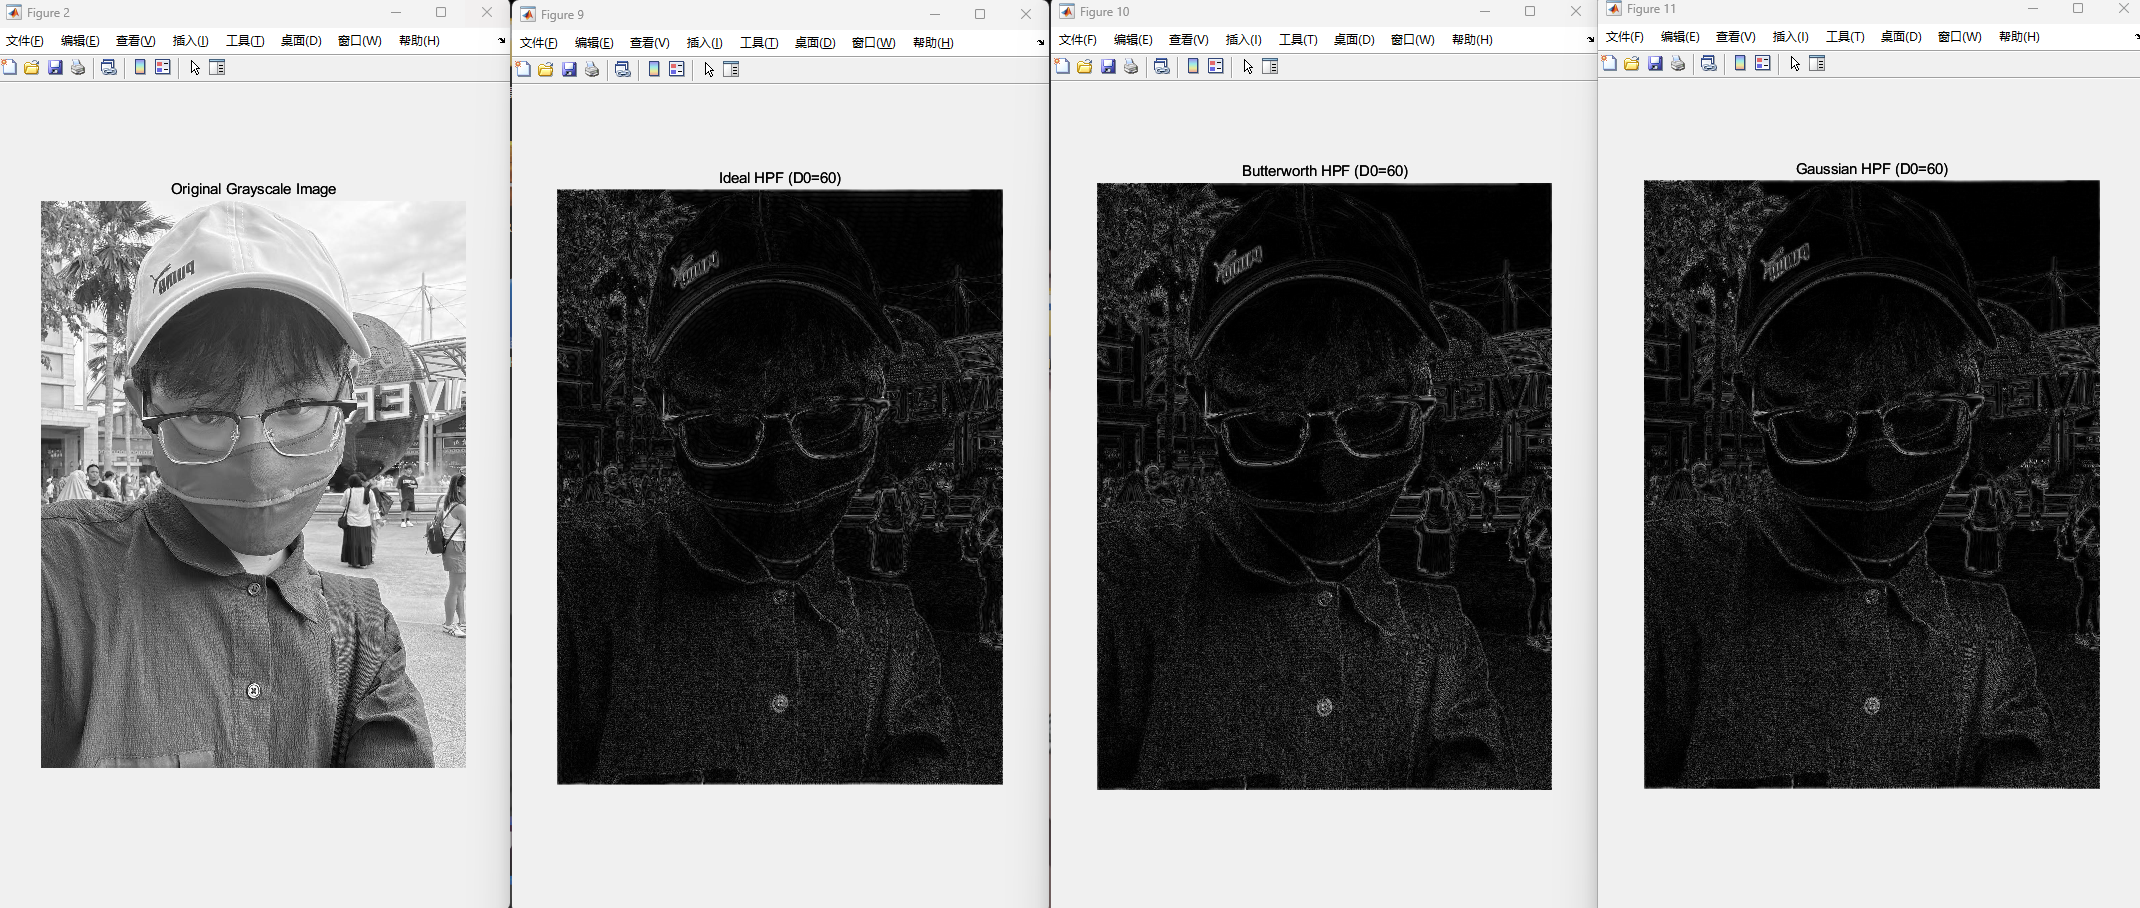 Figure 2
文件(F) 编辑(E) 查看(V) 插入(I) 工具(T) 桌面(D) 窗口(W) 帮助(H)
Original Grayscale Image
Figure 9
文件(F) 编辑(E) 查看(V) 插入(I) 工具(T) 桌面(D) 窗口(W) 帮助(H)
Ideal HPF (D0=60)
Figure 10
文件(F) 编辑(E) 查看(V) 插入(I) 工具(T) 桌面(D) 窗口(W) 帮助(H)
Butterworth HPF (D0=60)
Figure 11
文件(F) 编辑(E) 查看(V) 插入(I) 工具(T) 桌面(D) 窗口(W) 帮助(H)
Gaussian HPF (D0=60)